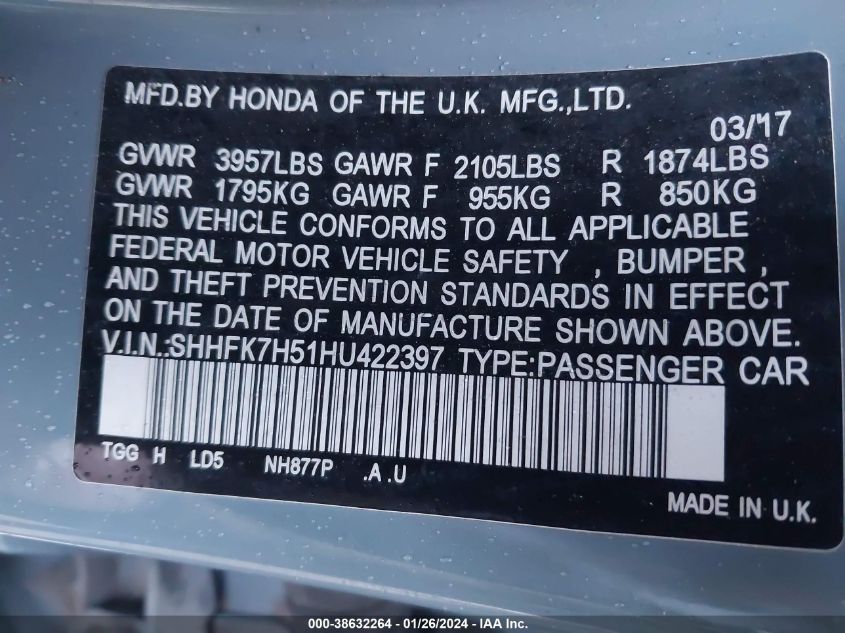 MFD.BY HONDA OF THE U.K. MFG.,LTD.
03/17
GVWR 3957LBS GAWR F 2105LBS R 1874LBS
GVWR 1795KG GAWR F 955KG R 850KG
THIS VEHICLE CONFORMS TO ALL APPLICABLE
FEDERAL MOTOR VEHICLE SAFETY , BUMPER ,
AND THEFT PREVENTION STANDARDS IN EFFECT
ON THE DATE OF MANUFACTURE SHOWN ABOVE.
V.I.N.:SHHFK7H51HU422397 TYPE:PASSENGER CAR
TGG H LD5 NH877P .A .U
MADE IN U.K.
000-38632264 - 01/26/2024 - IAA Inc.